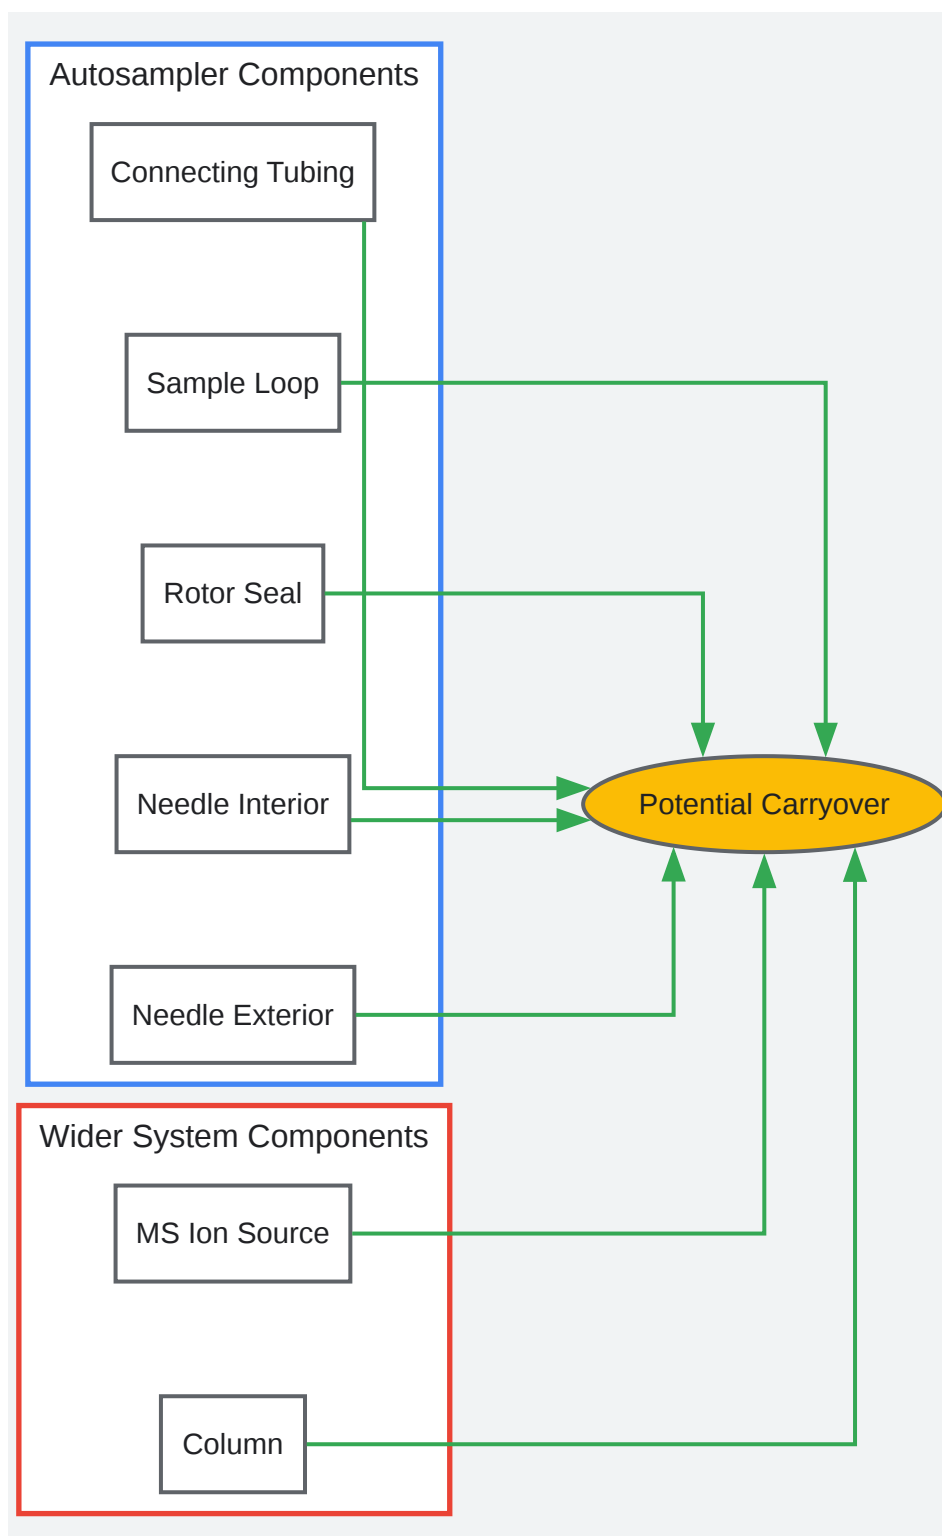 Autosampler Components
Connecting Tubing
Sample Loop
Rotor Seal
Needle Interior
Potential Carryover
Needle Exterior
Wider System Components
MS Ion Source
Column